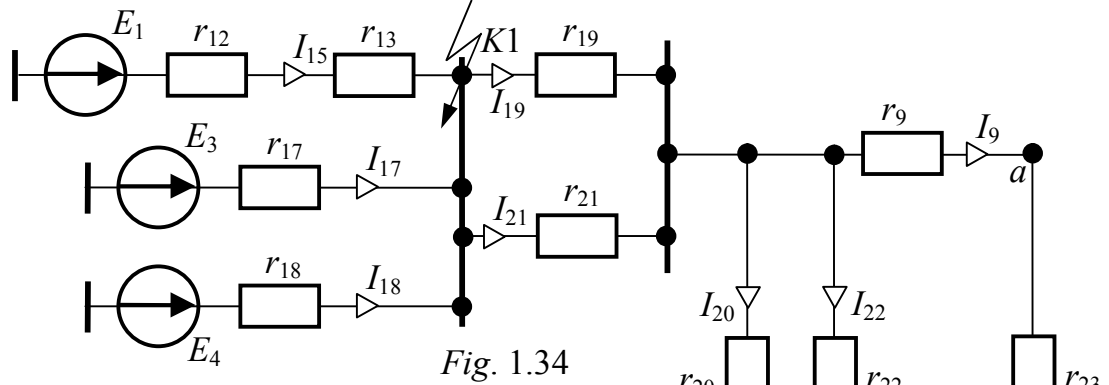 E1 r12 I15 r13 K1 r19
I19
E3 r17 I17 r9 I9
a
I21 r21
r18 I18
E4 I20 I22
Fig. 1.34
r20 r22 r23